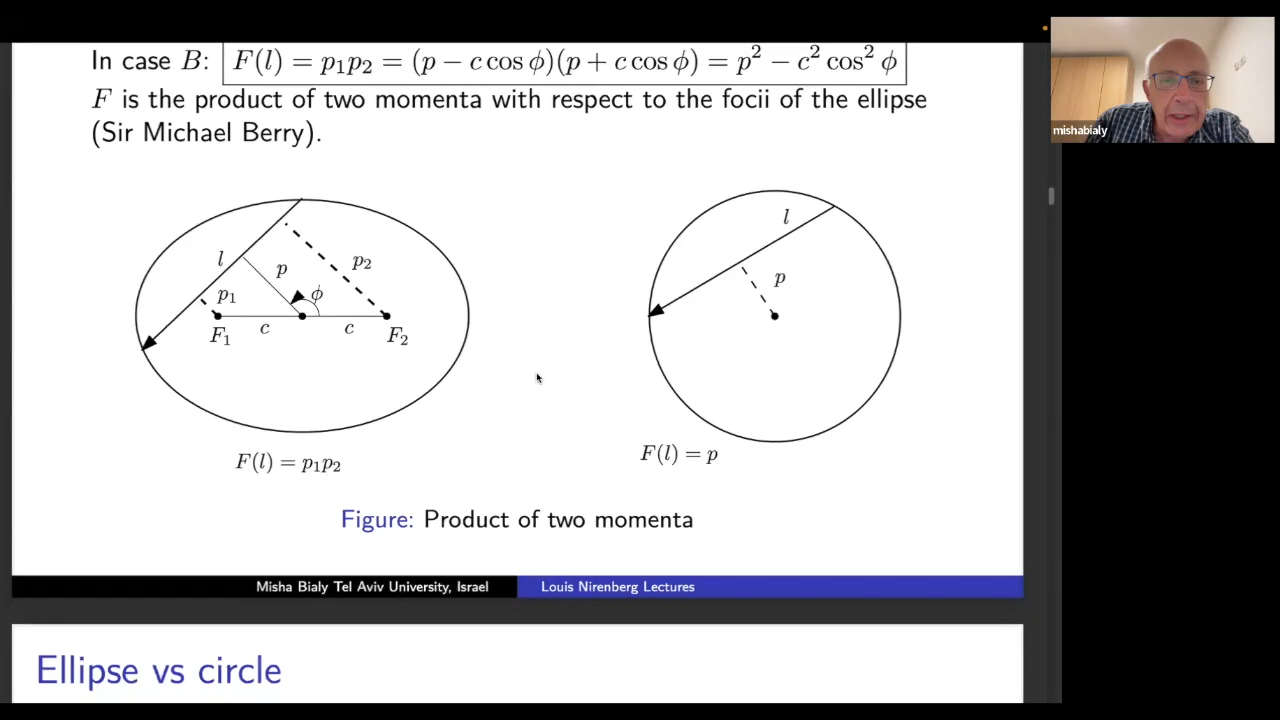 In case B: F(l) = p₁p₂ = (p − c cos ϕ)(p + c cos ϕ) = p² − c² cos² ϕ
F is the product of two momenta with respect to the focii of the ellipse
(Sir Michael Berry).
mishabialy
l
p
p₂
p₁
ϕ
F₁
c
c
F₂
F(l) = p₁p₂
l
p
F(l) = p
Figure: Product of two momenta
Misha Bialy Tel Aviv University, Israel
Louis Nirenberg Lectures
Ellipse vs circle